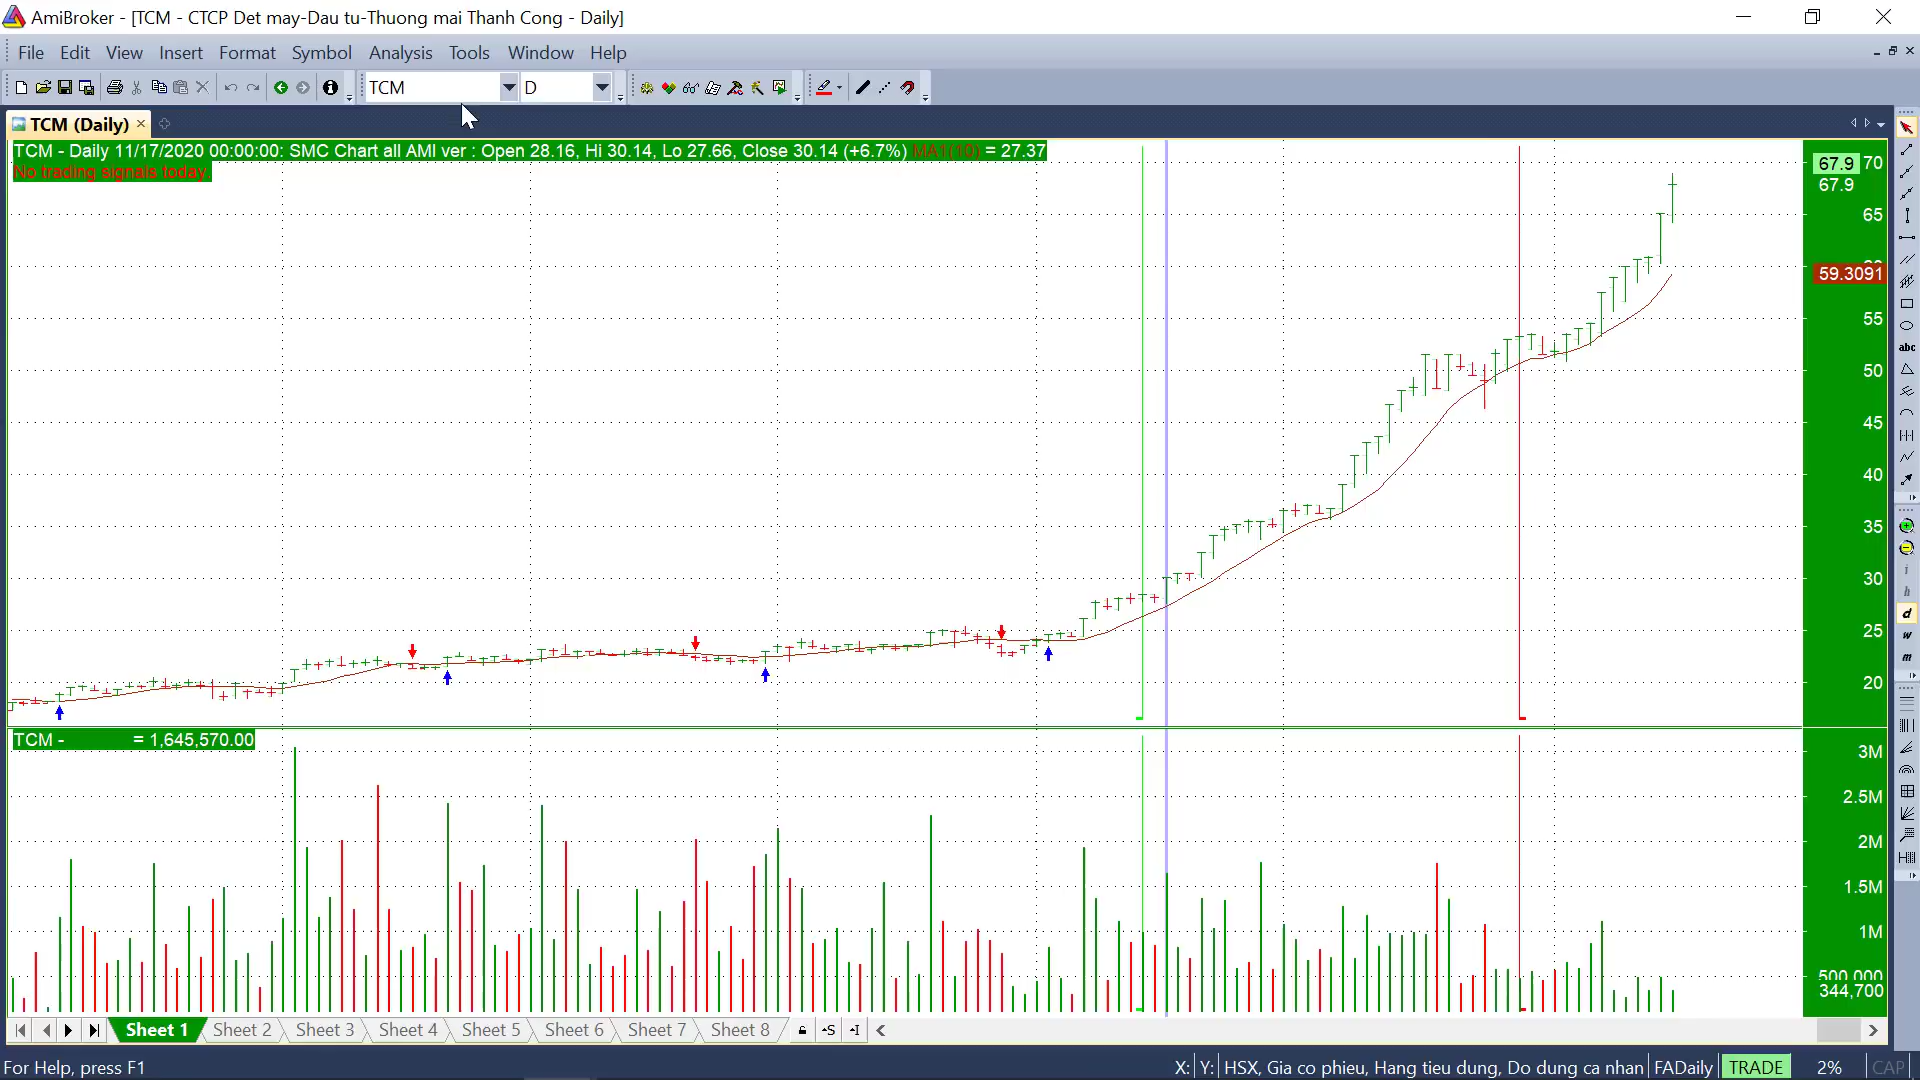 AmiBroker - [TCM - CTCP Det may-Dau tu-Thuong mai Thanh Cong - Daily]
File Edit View Insert Format Symbol Analysis Tools Window Help
TCM D
TCM (Daily)
TCM - Daily 11/17/2020 00:00:00: SMC Chart all AMI ver : Open 28.16, Hi 30.14, Lo 27.66, Close 30.14 (+6.7%) MA1(10) = 27.37
No trading signals today.
67.9 70
67.9
65
59.3091
55
50
45
40
35
30
25
20
abc
i
h
d
w
m
TCM - = 1,645,570.00
3M
2.5M
2M
1.5M
1M
500,000
344,700
Sheet 1 Sheet 2 Sheet 3 Sheet 4 Sheet 5 Sheet 6 Sheet 7 Sheet 8
For Help, press F1 X: Y: HSX, Gia co phieu, Hang tieu dung, Do dung ca nhan FADaily TRADE 2% CAP